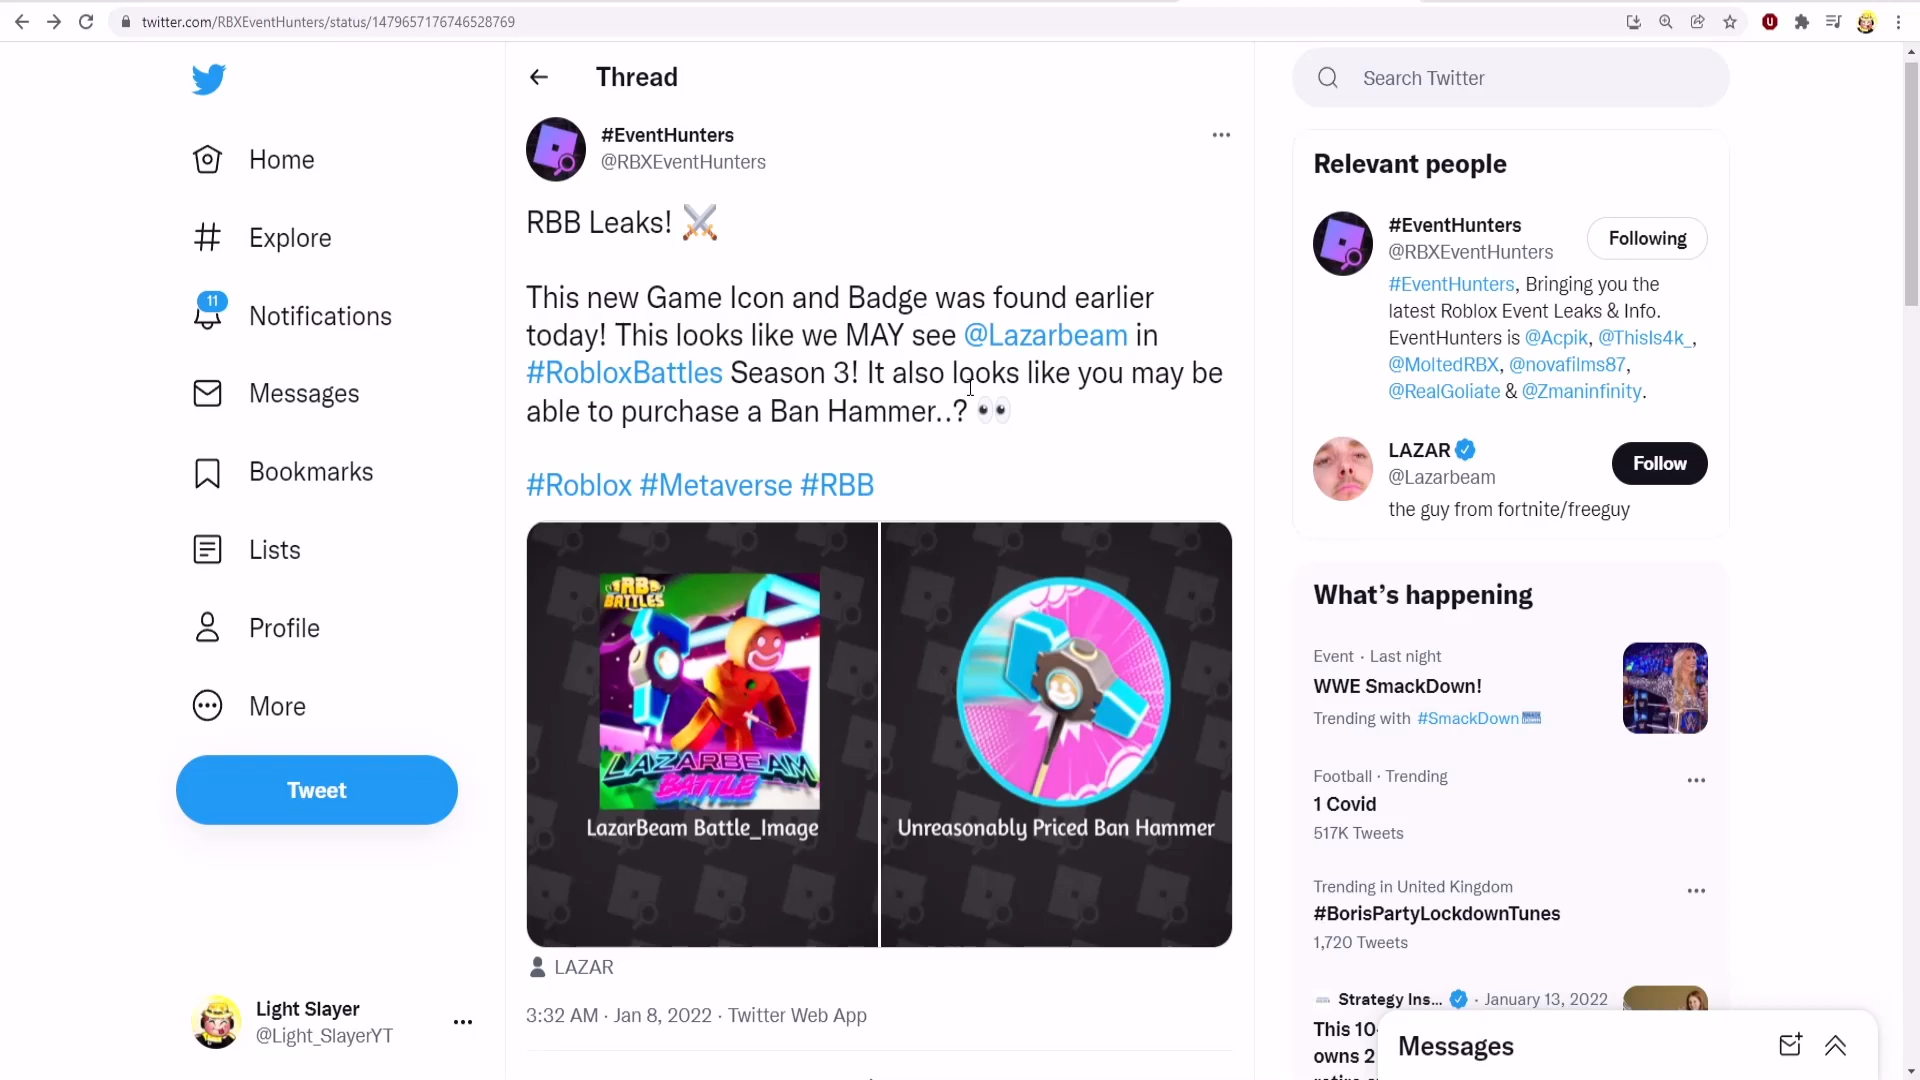 twitter.com/RBXEventHunters/status/1479657176746528769
Home
Explore
11
Notifications
Messages
Bookmarks
Lists
Profile
More
Tweet
Light Slayer
@Light_SlayerYT
Thread
#EventHunters
@RBXEventHunters
RBB Leaks!
This new Game Icon and Badge was found earlier
today! This looks like we MAY see @Lazarbeam in
#RobloxBattles Season 3! It also looks like you may be
able to purchase a Ban Hammer..?
#Roblox #Metaverse #RBB
RB
BATTLES
LAZARBEAM
BATTLE
LazarBeam Battle_Image
Unreasonably Priced Ban Hammer
LAZAR
3:32 AM · Jan 8, 2022 · Twitter Web App
Search Twitter
Relevant people
#EventHunters
@RBXEventHunters
Following
#EventHunters, Bringing you the
latest Roblox Event Leaks & Info.
EventHunters is @Acpik, @ThisIs4k_,
@MoltedRBX, @novafilms87,
@RealGoliate & @Zmaninfinity.
LAZAR
@Lazarbeam
Follow
the guy from fortnite/freeguy
What's happening
Event · Last night
WWE SmackDown!
Trending with #SmackDown
Football · Trending
1 Covid
517K Tweets
Trending in United Kingdom
#BorisPartyLockdownTunes
1,720 Tweets
Strategy Ins... · January 13, 2022
This 10-
owns 2
Messages